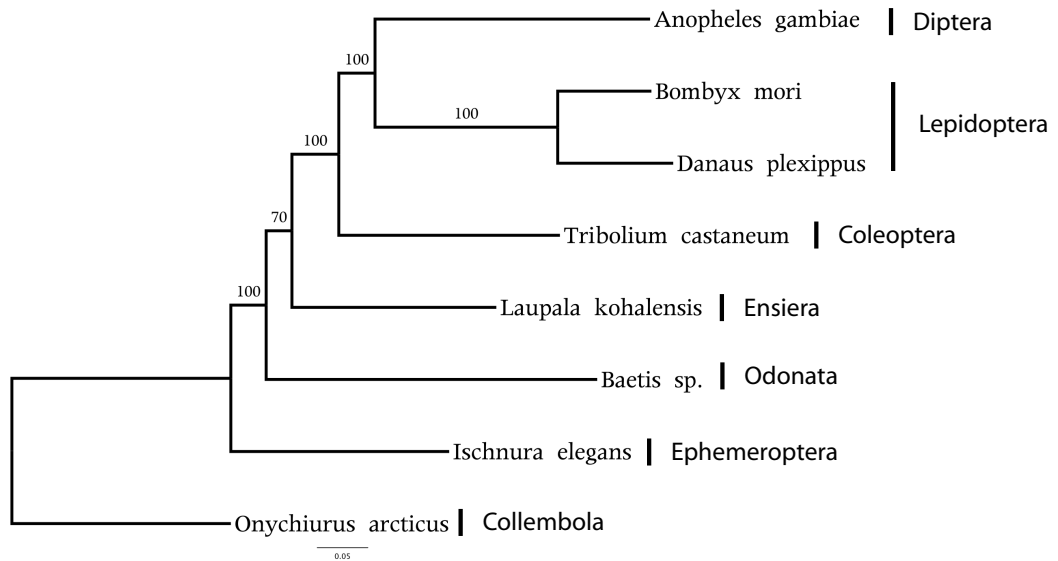 Anopheles gambiae Diptera
100
Bombyx mori
100
Lepidoptera
100
Danaus plexippus
70
Tribolium castaneum Coleoptera
100
Laupala kohalensis Ensiera
Baetis sp. Odonata
Ischnura elegans Ephemeroptera
Onychiurus arcticus Collembola
0.05